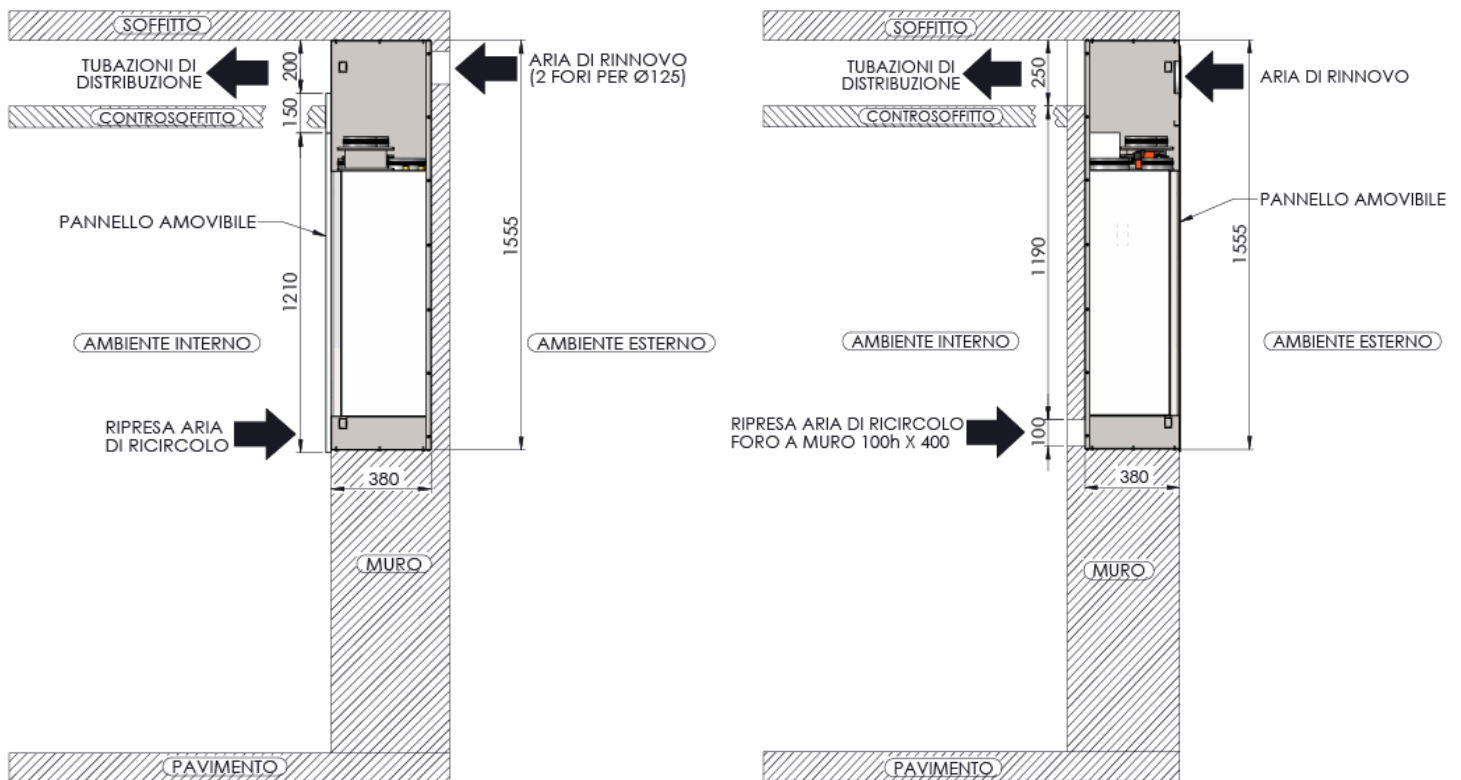 SOFFITTO
TUBAZIONI DI
DISTRIBUZIONE
200
ARIA DI RINNOVO
(2 FORI PER Ø125)
150
CONTROSOFFITTO
PANNELLO AMOVIBILE
1555
1210
AMBIENTE INTERNO
AMBIENTE ESTERNO
RIPRESA ARIA
DI RICIRCOLO
380
MURO
PAVIMENTO
SOFFITTO
TUBAZIONI DI
DISTRIBUZIONE
250
ARIA DI RINNOVO
CONTROSOFFITTO
PANNELLO AMOVIBILE
1190
1555
AMBIENTE INTERNO
AMBIENTE ESTERNO
RIPRESA ARIA DI RICIRCOLO
FORO A MURO 100h X 400
100
380
MURO
PAVIMENTO